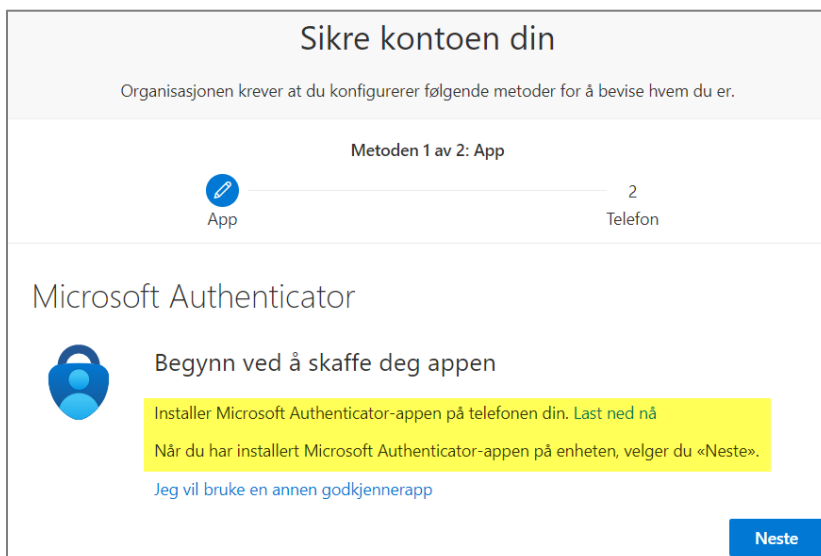 Sikre kontoen din
Organisasjonen krever at du konfigurerer følgende metoder for å bevise hvem du er.
Metoden 1 av 2: App
2
App
Telefon
Microsoft Authenticator
Begynn ved å skaffe deg appen
Installer Microsoft Authenticator-appen på telefonen din. Last ned nå
Når du har installert Microsoft Authenticator-appen på enheten, velger du «Neste».
Jeg vil bruke en annen godkjennerapp
Neste